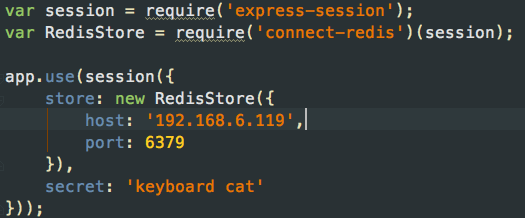 var session = require('express-session');
var RedisStore = require('connect-redis')(session);

app.use(session({
    store: new RedisStore({
        host: '192.168.6.119',
        port: 6379
    }),
    secret: 'keyboard cat'
}));